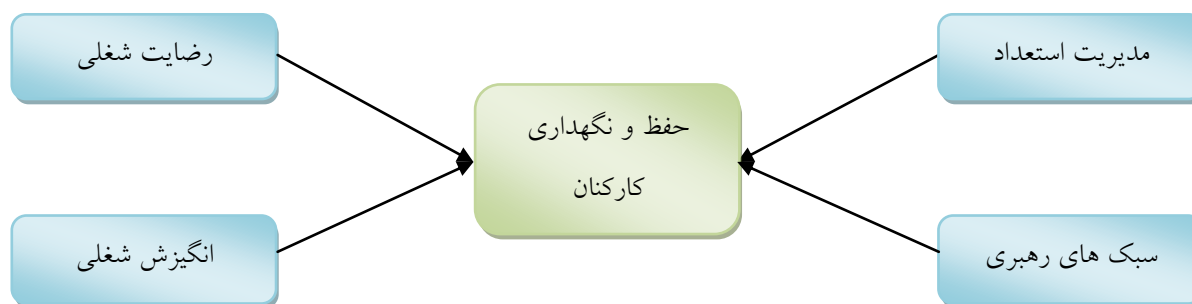 مدیریت استعداد
رضایت شغلی
حفظ و نگهداری
کارکنان
سبک های رهبری
انگیزش شغلی